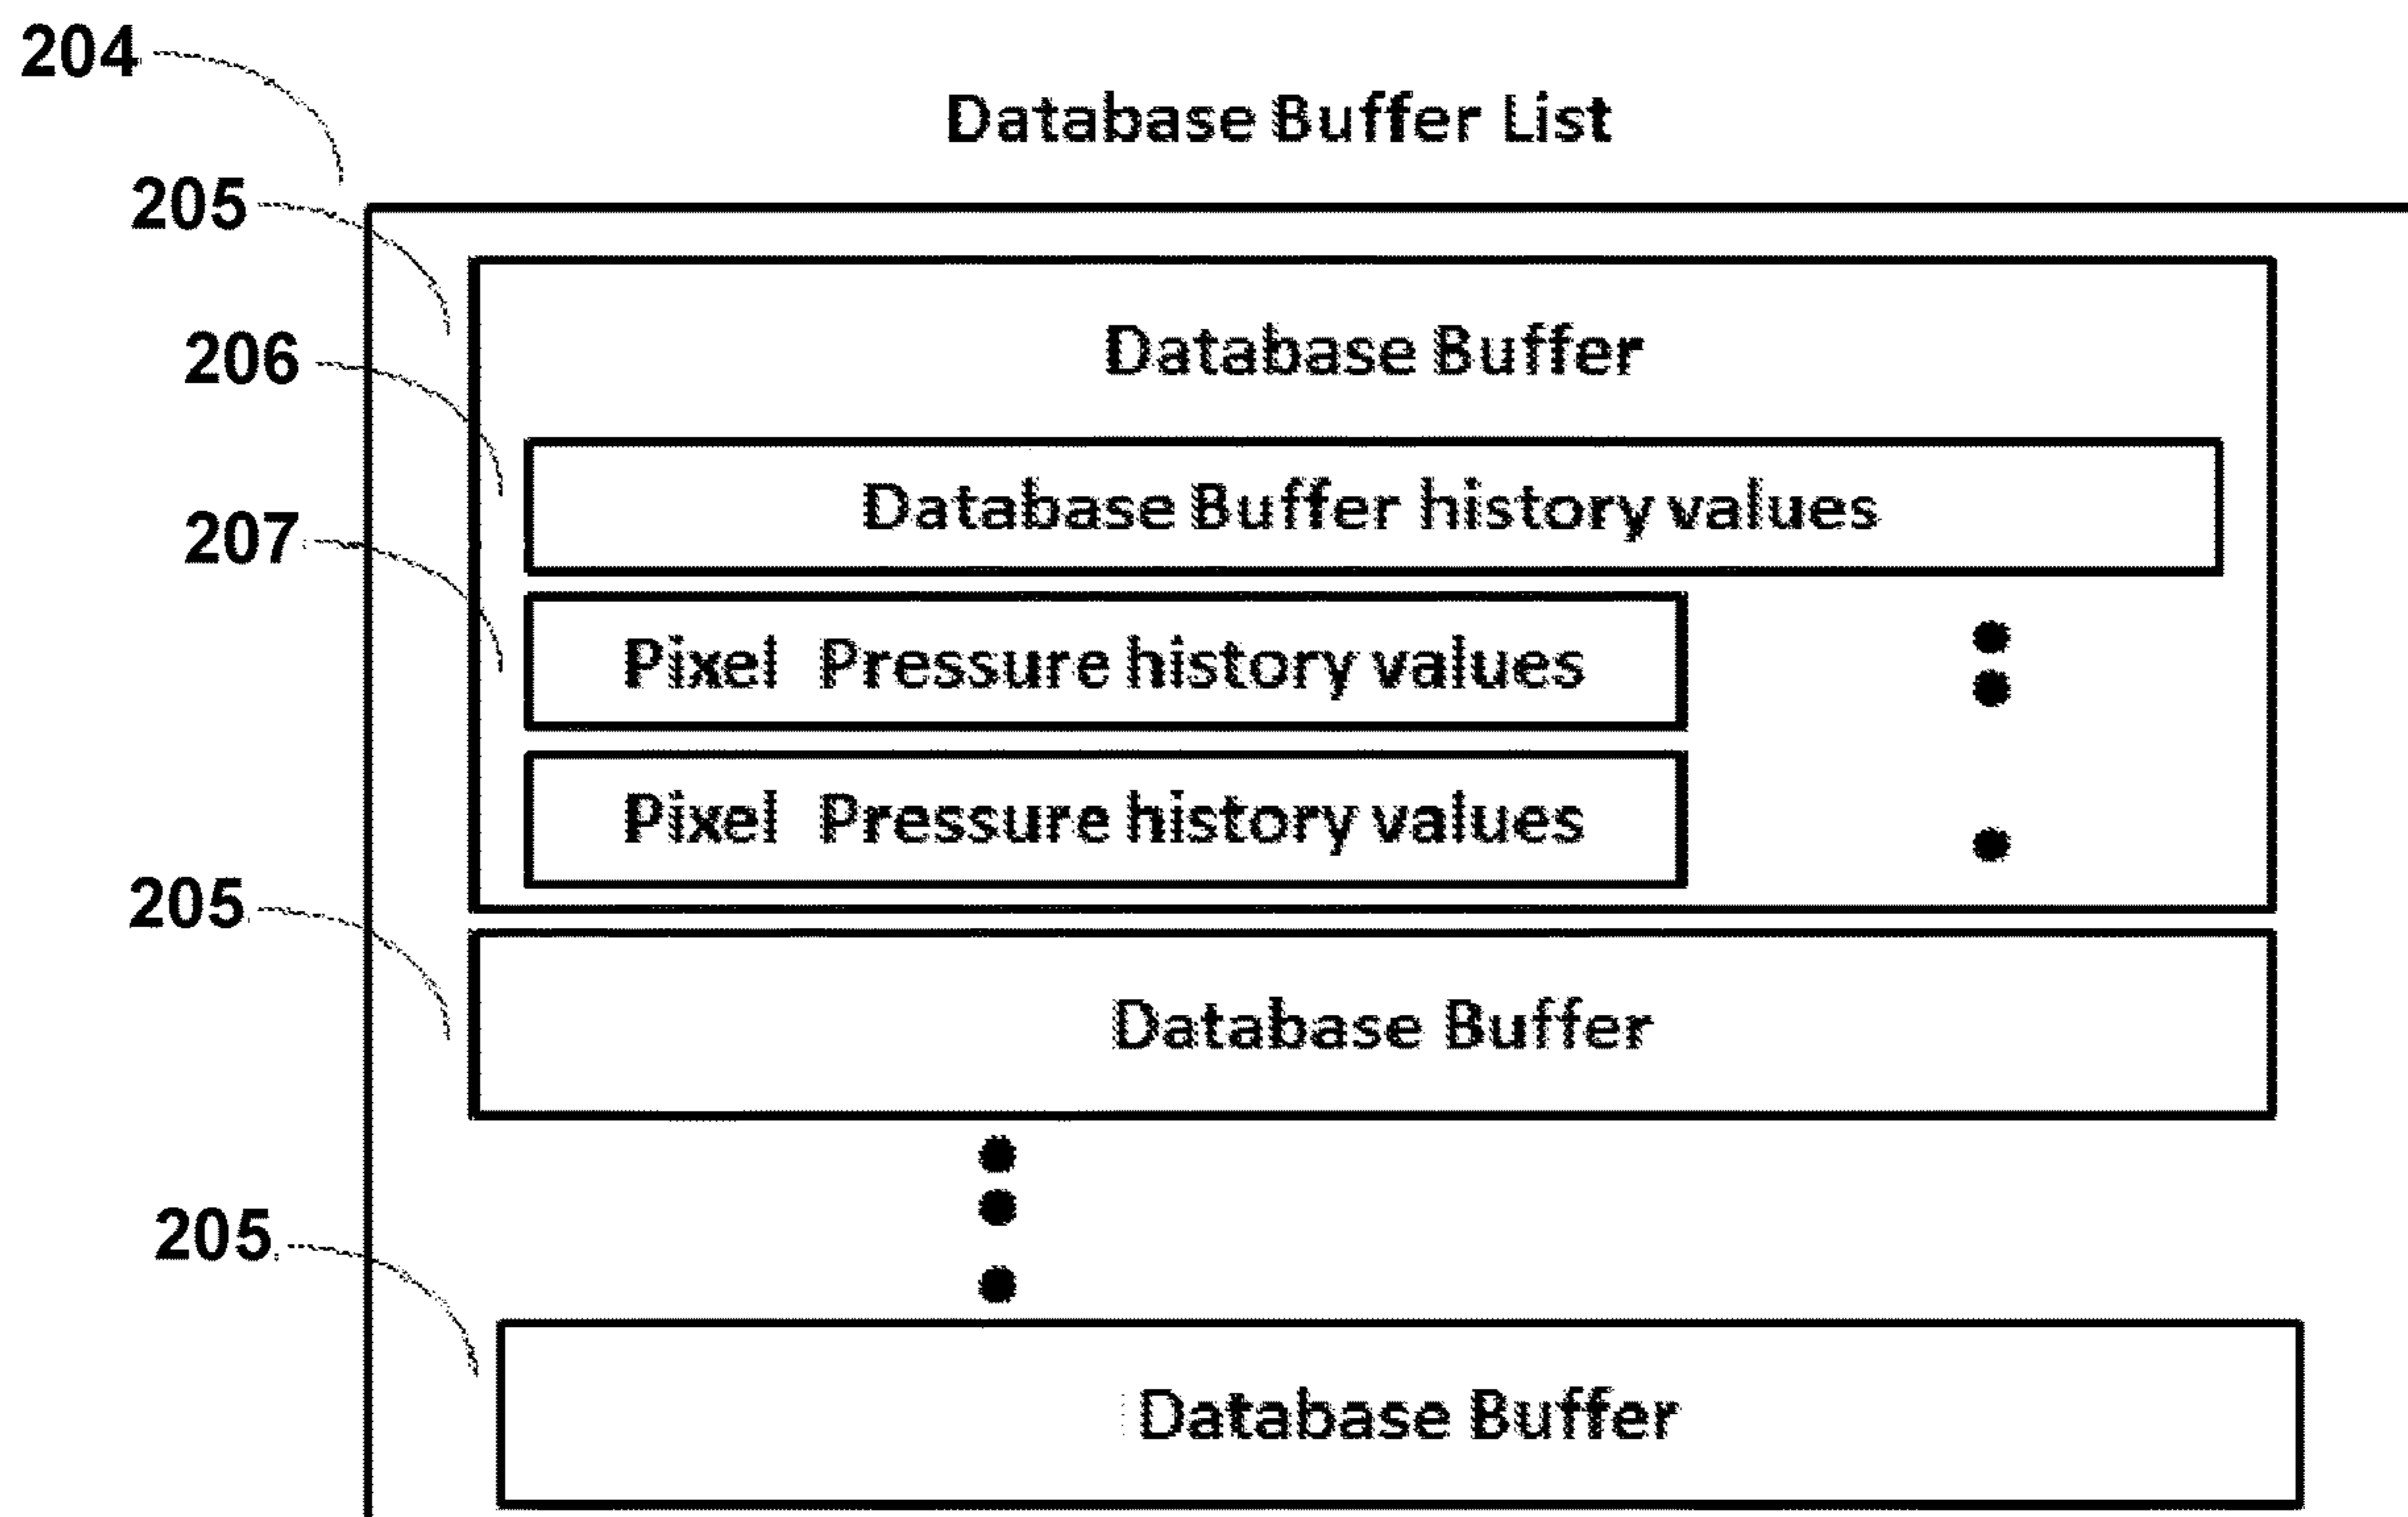 204
Database Buffer List
205
Database Buffer
206
Database Buffer history values
207
Pixel Pressure history values
Pixel Pressure history values
205
Database Buffer
205
Database Buffer